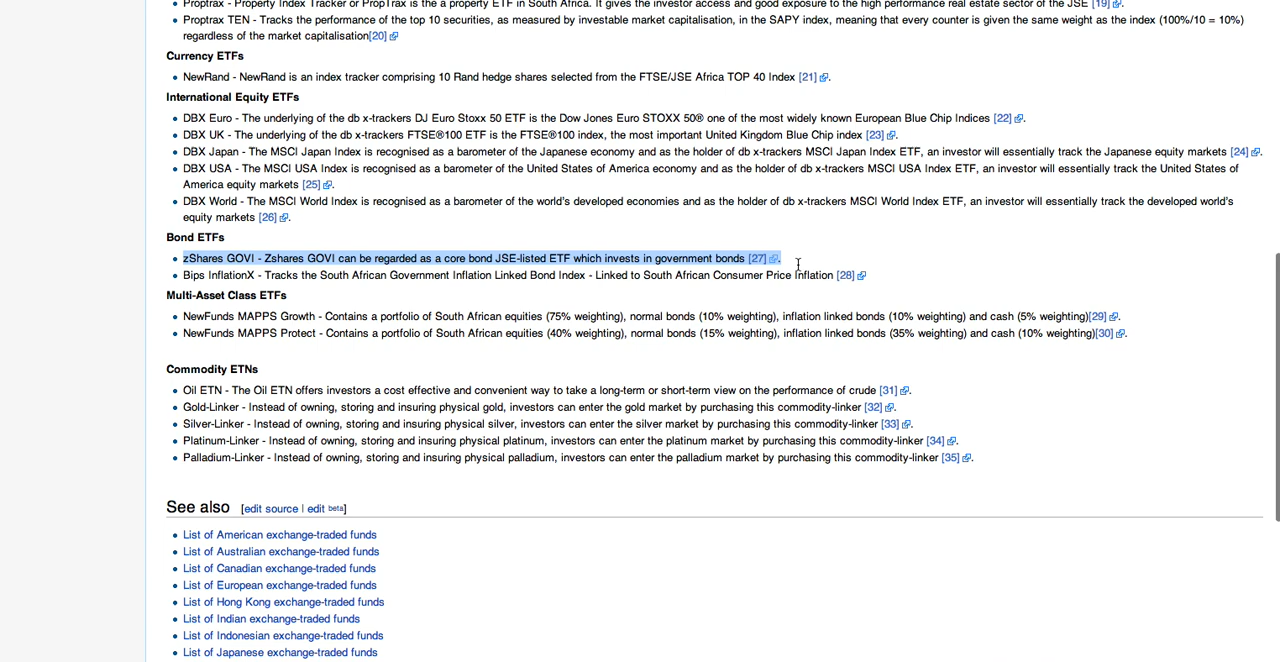 Proptrax - Property Index Tracker or PropTrax is the a property ETF in South Africa. It gives the investor access and good exposure to the high performance real estate sector of the JSE [19].
Proptrax TEN - Tracks the performance of the top 10 securities, as measured by investable market capitalisation, in the SAPY index, meaning that every counter is given the same weight as the index (100%/10 = 10%)
regardless of the market capitalisation[20]
Currency ETFs
NewRand - NewRand is an index tracker comprising 10 Rand hedge shares selected from the FTSE/JSE Africa TOP 40 Index [21].
International Equity ETFs
DBX Euro - The underlying of the db x-trackers DJ Euro Stoxx 50 ETF is the Dow Jones Euro STOXX 50® one of the most widely known European Blue Chip Indices [22].
DBX UK - The underlying of the db x-trackers FTSE®100 ETF is the FTSE®100 index, the most important United Kingdom Blue Chip index [23].
DBX Japan - The MSCI Japan Index is recognised as a barometer of the Japanese economy and as the holder of db x-trackers MSCI Japan Index ETF, an investor will essentially track the Japanese equity markets [24].
DBX USA - The MSCI USA Index is recognised as a barometer of the United States of America economy and as the holder of db x-trackers MSCI USA Index ETF, an investor will essentially track the United States of
America equity markets [25].
DBX World - The MSCI World Index is recognised as a barometer of the world's developed economies and as the holder of db x-trackers MSCI World Index ETF, an investor will essentially track the developed world's
equity markets [26].
Bond ETFs
zShares GOVI - Zshares GOVI can be regarded as a core bond JSE-listed ETF which invests in government bonds [27].
Bips InflationX - Tracks the South African Government Inflation Linked Bond Index - Linked to South African Consumer Price Inflation [28]
Multi-Asset Class ETFs
NewFunds MAPPS Growth - Contains a portfolio of South African equities (75% weighting), normal bonds (10% weighting), inflation linked bonds (10% weighting) and cash (5% weighting)[29].
NewFunds MAPPS Protect - Contains a portfolio of South African equities (40% weighting), normal bonds (15% weighting), inflation linked bonds (35% weighting) and cash (10% weighting)[30].
Commodity ETNs
Oil ETN - The Oil ETN offers investors a cost effective and convenient way to take a long-term or short-term view on the performance of crude [31].
Gold-Linker - Instead of owning, storing and insuring physical gold, investors can enter the gold market by purchasing this commodity-linker [32].
Silver-Linker - Instead of owning, storing and insuring physical silver, investors can enter the silver market by purchasing this commodity-linker [33].
Platinum-Linker - Instead of owning, storing and insuring physical platinum, investors can enter the platinum market by purchasing this commodity-linker [34].
Palladium-Linker - Instead of owning, storing and insuring physical palladium, investors can enter the palladium market by purchasing this commodity-linker [35].
See also [edit source | edit beta]
List of American exchange-traded funds
List of Australian exchange-traded funds
List of Canadian exchange-traded funds
List of European exchange-traded funds
List of Hong Kong exchange-traded funds
List of Indian exchange-traded funds
List of Indonesian exchange-traded funds
List of Japanese exchange-traded funds